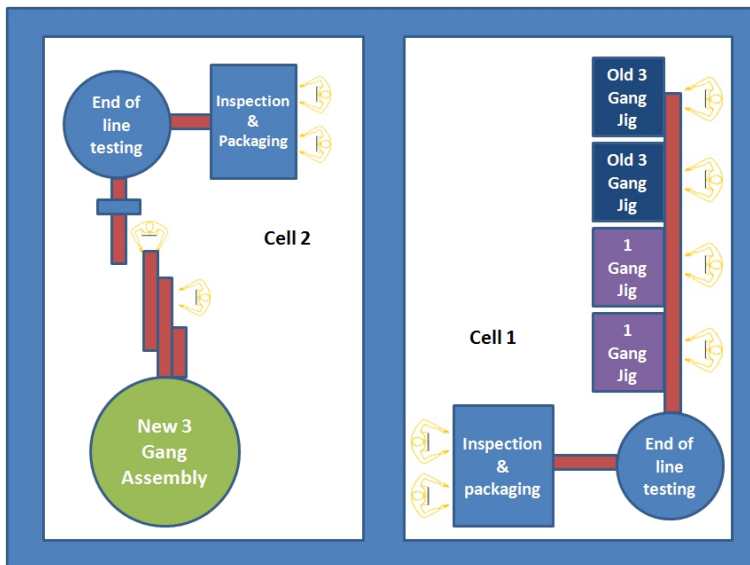 End of
line
testing
Inspection
&
Packaging
Cell 2
New 3
Gang
Assembly
Old 3
Gang
Jig
Old 3
Gang
Jig
1
Gang
Jig
1
Gang
Jig
Cell 1
Inspection
&
packaging
End of
line
testing